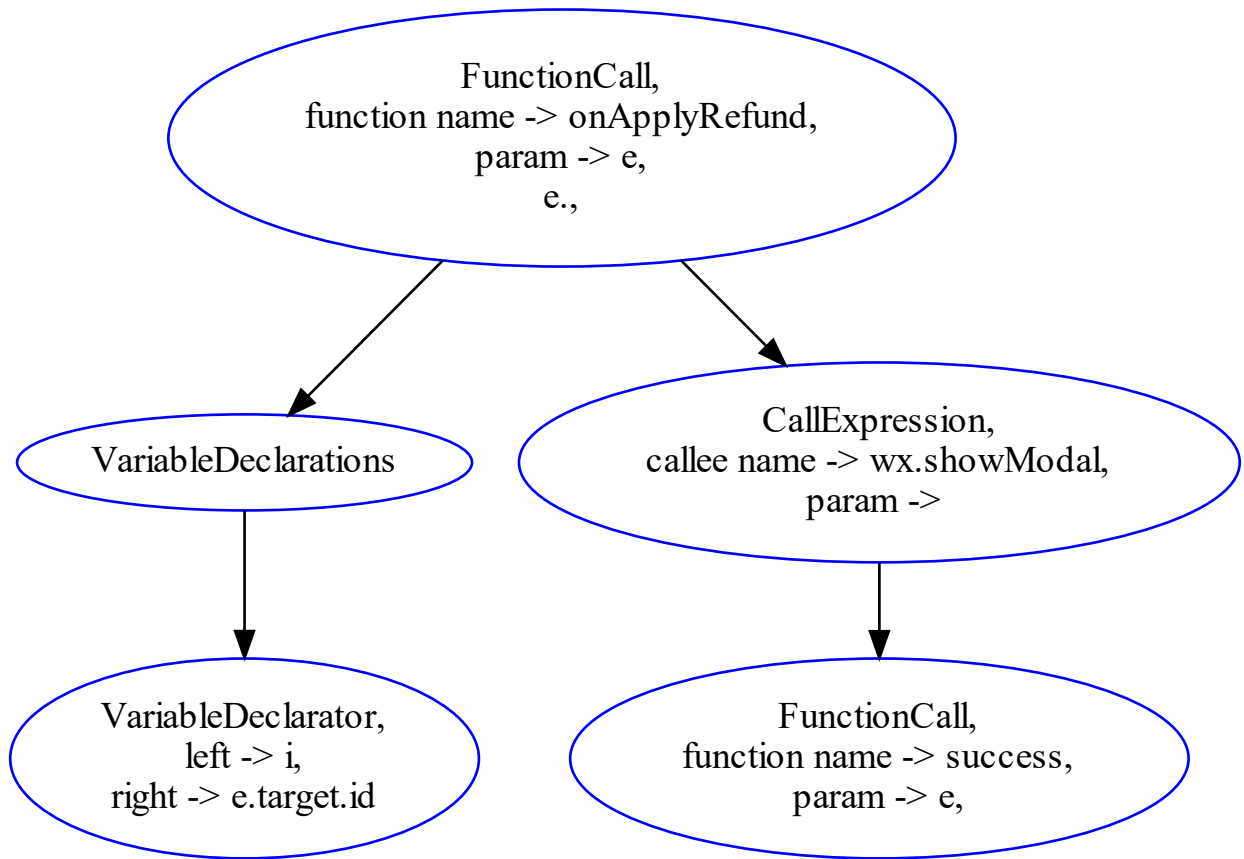 FunctionCall,
function name -> onApplyRefund,
param -> e,
e.,
VariableDeclarations
CallExpression,
callee name -> wx.showModal,
param ->
VariableDeclarator,
left -> i,
right -> e.target.id
FunctionCall,
function name -> success,
param -> e,